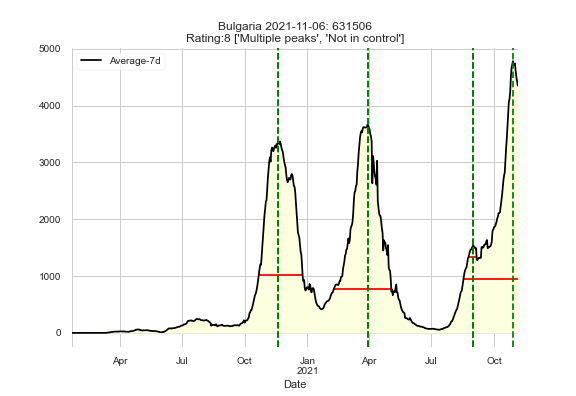 Bulgaria 2021-11-06: 631506
Rating:8 ['Multiple peaks', 'Not in control']
Average-7d
5000
4000
3000
2000
1000
0
Apr Jul Oct Jan Apr Jul Oct
2021
Date